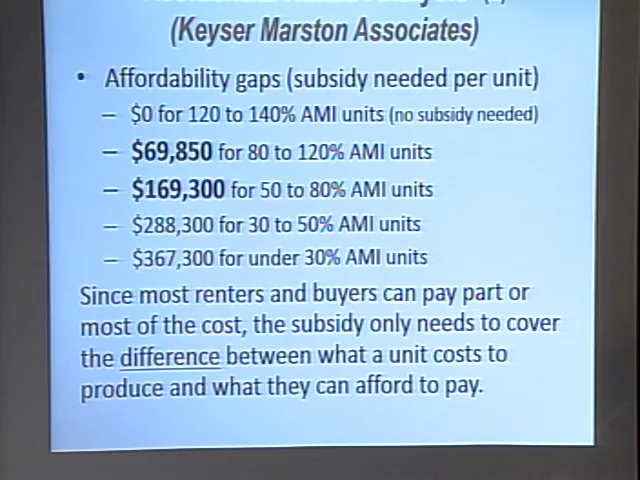 (Keyser Marston Associates)
• Affordability gaps (subsidy needed per unit)
– $0 for 120 to 140% AMI units (no subsidy needed)
– $69,850 for 80 to 120% AMI units
– $169,300 for 50 to 80% AMI units
– $288,300 for 30 to 50% AMI units
– $367,300 for under 30% AMI units
Since most renters and buyers can pay part or
most of the cost, the subsidy only needs to cover
the difference between what a unit costs to
produce and what they can afford to pay.